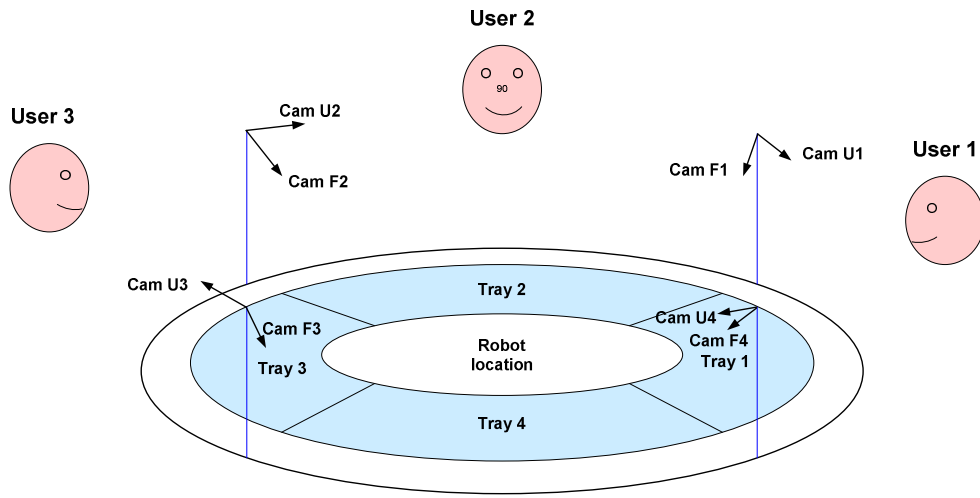 User 2
90
User 3
Cam U2
Cam F2
Cam F1
Cam U1
User 1
Cam U3
Tray 2
Cam F3
Cam U4
Cam F4
Tray 3
Robot
location
Tray 1
Tray 4